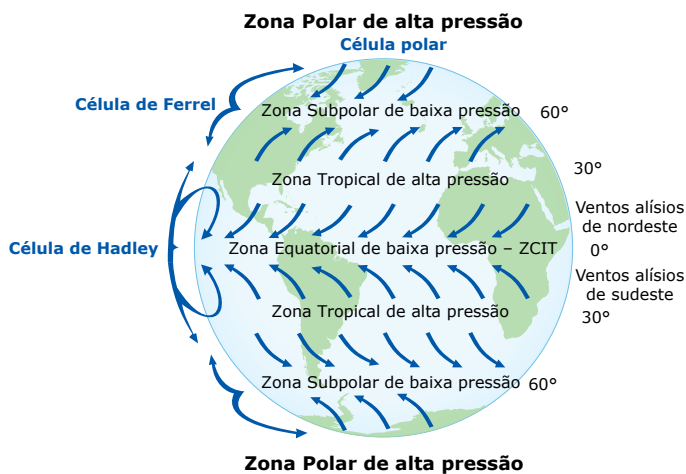 Zona Polar de alta pressão
Célula polar
Célula de Ferrel
Zona Subpolar de baixa pressão
60°
30°
Zona Tropical de alta pressão
Ventos alísios
de nordeste
Célula de Hadley
Zona Equatorial de baixa pressão – ZCIT
0°
Ventos alísios
de sudeste
Zona Tropical de alta pressão
30°
Zona Subpolar de baixa pressão
60°
Zona Polar de alta pressão